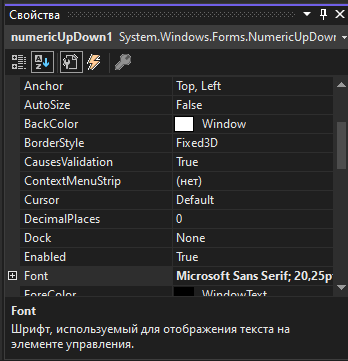 Свойства
numericUpDown1 System.Windows.Forms.NumericUpDown
Anchor Top, Left
AutoSize False
BackColor Window
BorderStyle Fixed3D
CausesValidation True
ContextMenuStrip (нет)
Cursor Default
DecimalPlaces 0
Dock None
Enabled True
Font Microsoft Sans Serif; 20,25pt
ForeColor WindowText
Font
Шрифт, используемый для отображения текста на
элементе управления.